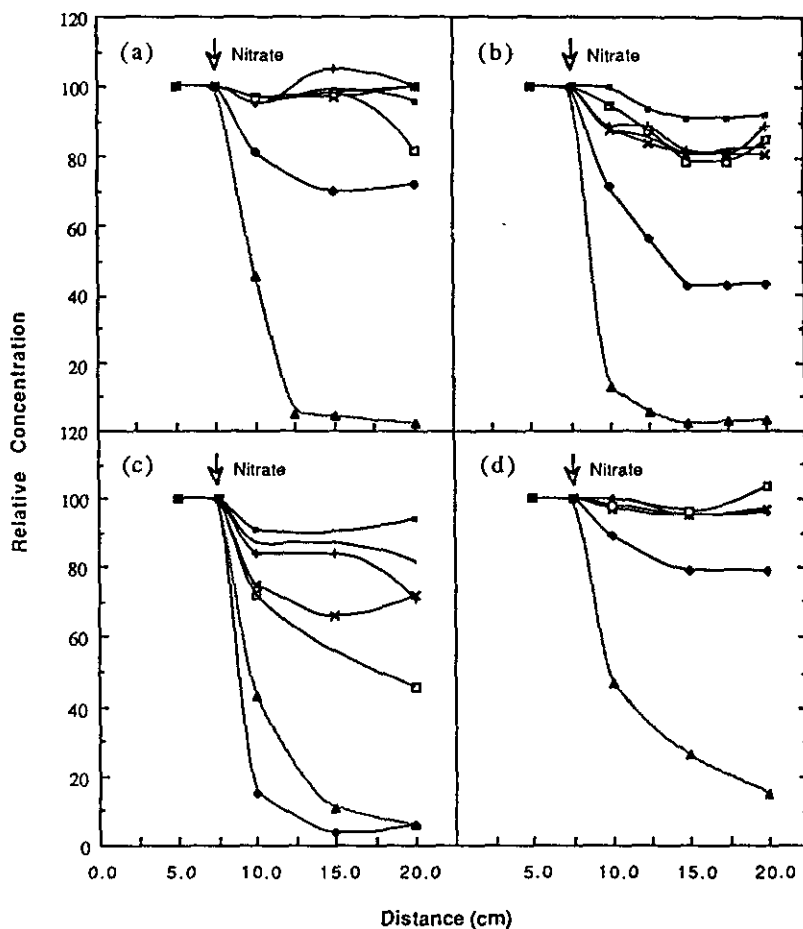 120
(a)
Nitrate
(b)
Nitrate
100
80
60
40
20
120
(c)
Nitrate
(d)
Nitrate
100
80
60
40
20
0
Relative Concentration
0.0 5.0 10.0 15.0 20.0 5.0 10.0 15.0 20.0
Distance (cm)